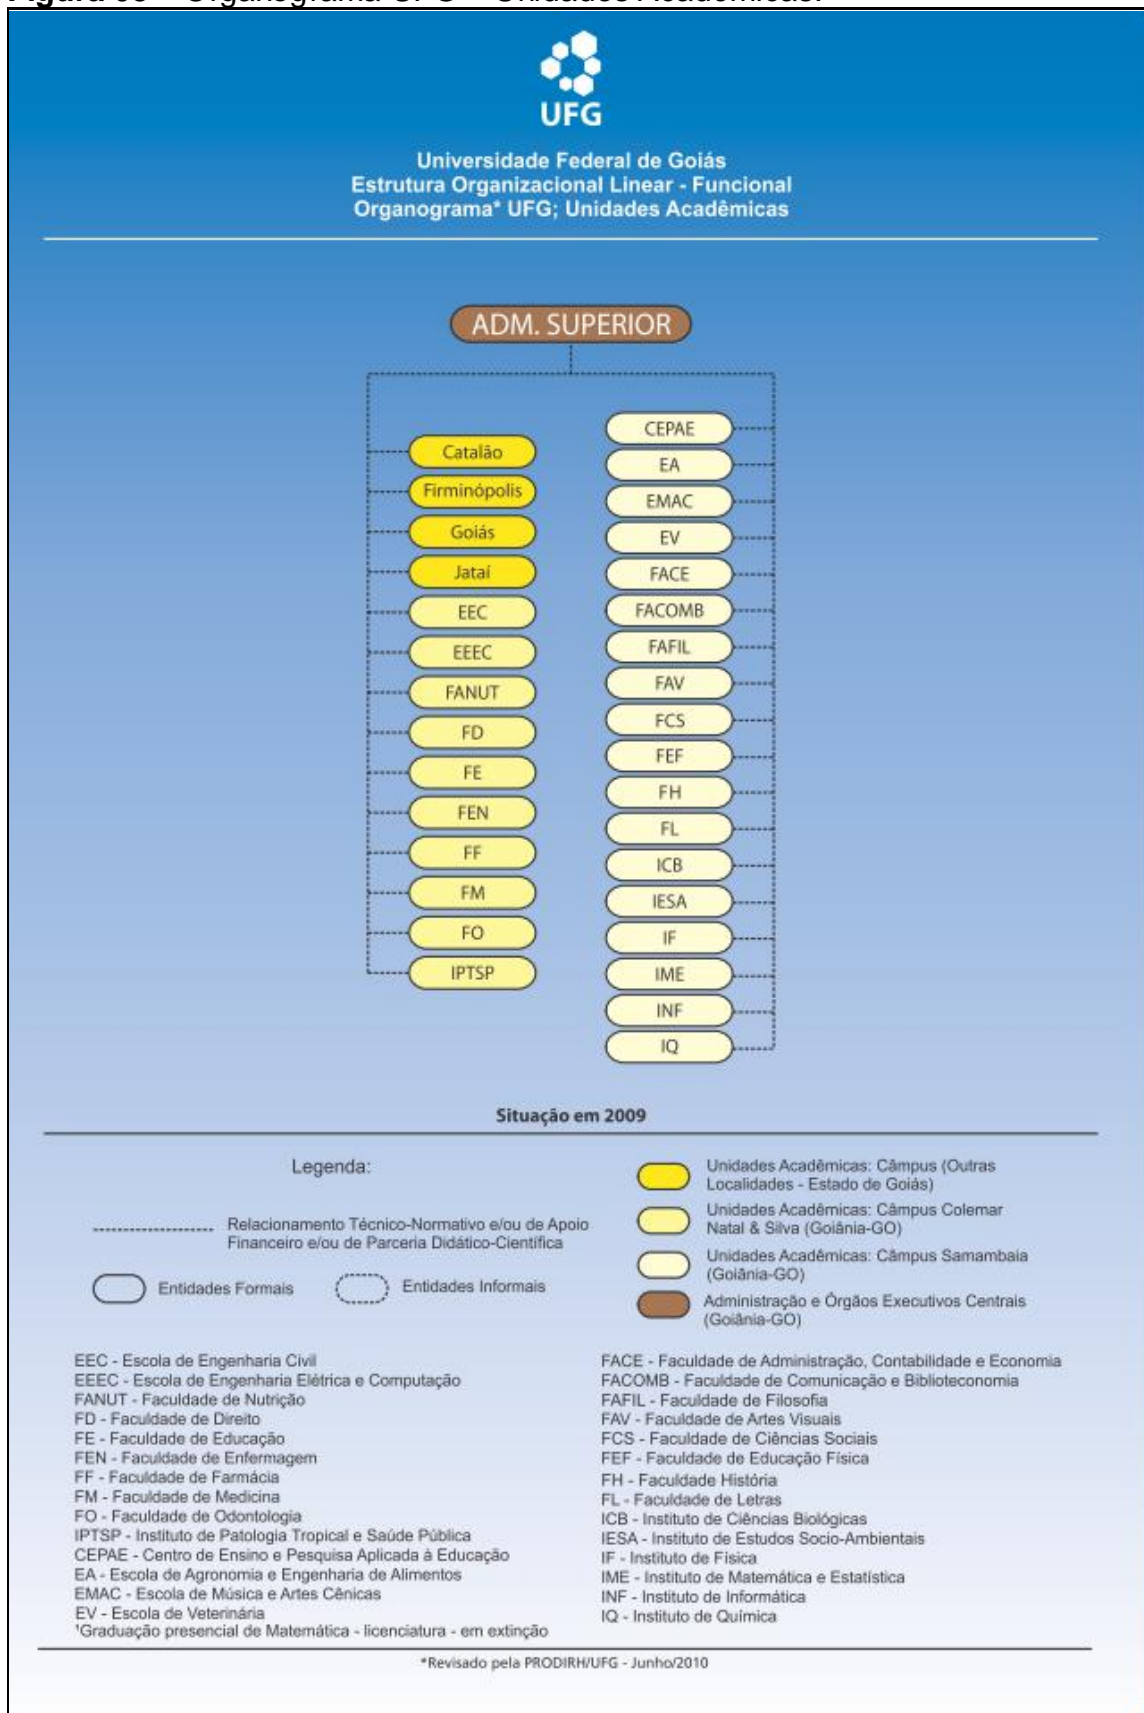 Organograma UFG - Unidades Acadêmicas.
UFG
Universidade Federal de Goiás
Estrutura Organizacional Linear - Funcional
Organograma* UFG; Unidades Acadêmicas
ADM. SUPERIOR
Catalão
Firminópolis
Goiás
Jataí
EEC
EEEC
FANUT
FD
FE
FEN
FF
FM
FO
IPTSP
CEPAE
EA
EMAC
EV
FACE
FACOMB
FAFIL
FAV
FCS
FEF
FH
FL
ICB
IESA
IF
IME
INF
IQ
Situação em 2009
Legenda:
Relacionamento Técnico-Normativo e/ou de Apoio
Financeiro e/ou de Parceria Didático-Científica
Entidades Formais
Entidades Informais
Unidades Acadêmicas: Câmpus (Outras
Localidades - Estado de Goiás)
Unidades Acadêmicas: Câmpus Colemar
Natal & Silva (Goiânia-GO)
Unidades Acadêmicas: Câmpus Samambaia
(Goiânia-GO)
Administração e Órgãos Executivos Centrais
(Goiânia-GO)
EEC - Escola de Engenharia Civil
EEEC - Escola de Engenharia Elétrica e Computação
FANUT - Faculdade de Nutrição
FD - Faculdade de Direito
FE - Faculdade de Educação
FEN - Faculdade de Enfermagem
FF - Faculdade de Farmácia
FM - Faculdade de Medicina
FO - Faculdade de Odontologia
IPTSP - Instituto de Patologia Tropical e Saúde Pública
CEPAE - Centro de Ensino e Pesquisa Aplicada à Educação
EA - Escola de Agronomia e Engenharia de Alimentos
EMAC - Escola de Música e Artes Cênicas
EV - Escola de Veterinária
¹Graduação presencial de Matemática - licenciatura - em extinção
FACE - Faculdade de Administração, Contabilidade e Economia
FACOMB - Faculdade de Comunicação e Biblioteconomia
FAFIL - Faculdade de Filosofia
FAV - Faculdade de Artes Visuais
FCS - Faculdade de Ciências Sociais
FEF - Faculdade de Educação Física
FH - Faculdade História
FL - Faculdade de Letras
ICB - Instituto de Ciências Biológicas
IESA - Instituto de Estudos Socio-Ambientais
IF - Instituto de Física
IME - Instituto de Matemática e Estatística
INF - Instituto de Informática
IQ - Instituto de Química
*Revisado pela PRODIRH/UFG - Junho/2010